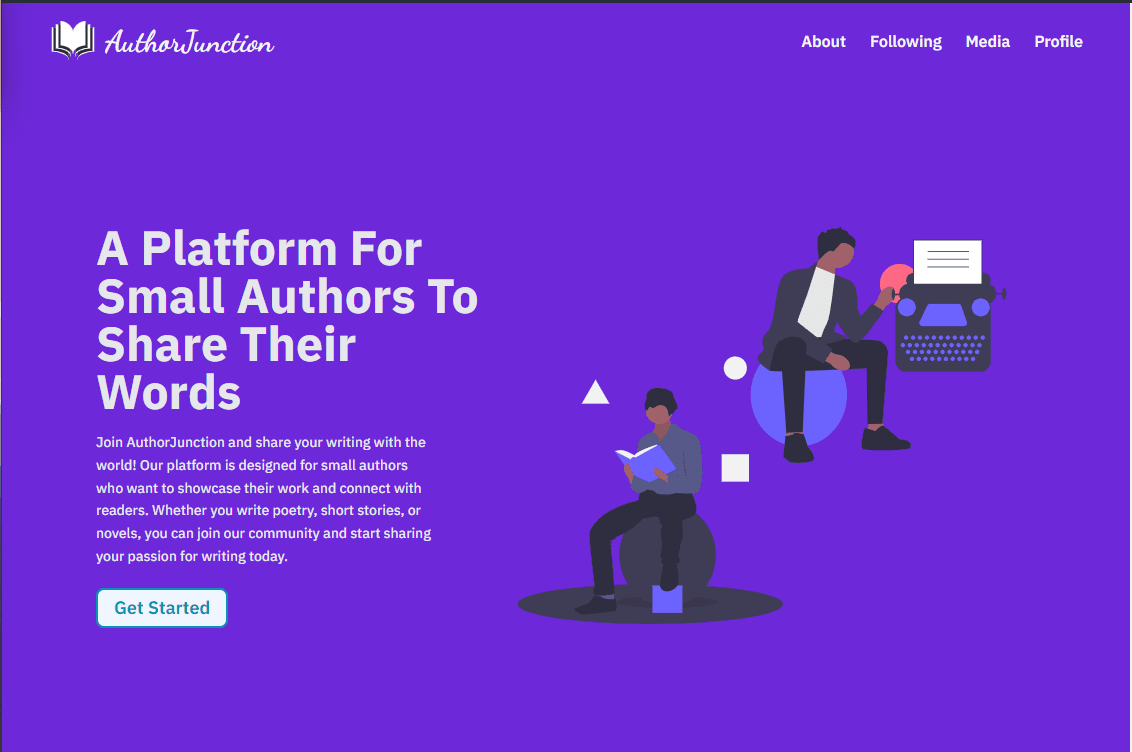 AuthorJunction
About Following Media Profile
A Platform For
Small Authors To
Share Their
Words
Join AuthorJunction and share your writing with the
world! Our platform is designed for small authors
who want to showcase their work and connect with
readers. Whether you write poetry, short stories, or
novels, you can join our community and start sharing
your passion for writing today.
Get Started